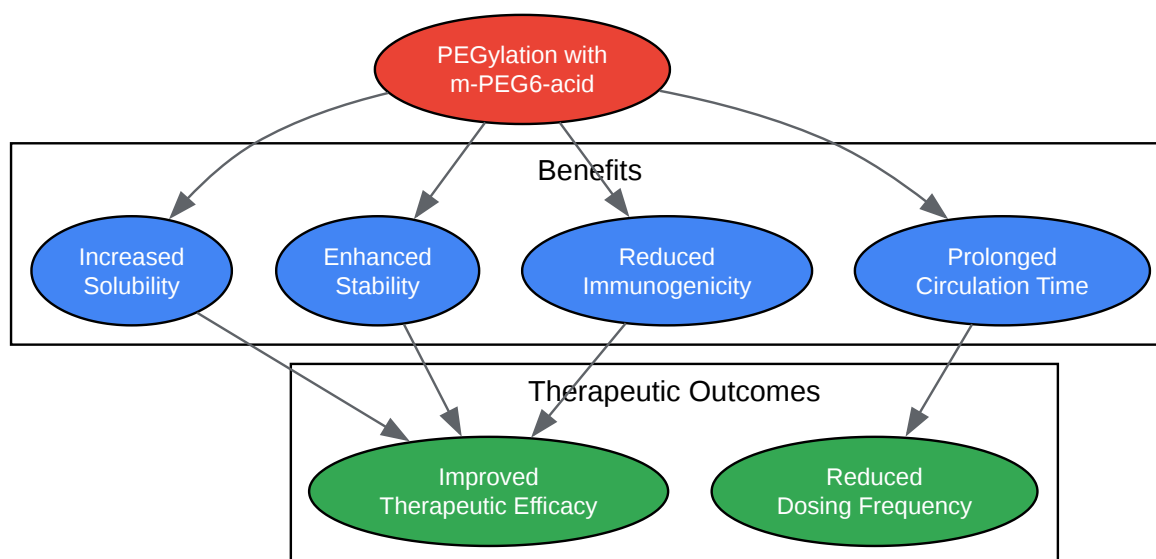 PEGylation with
m-PEG6-acid
Benefits
Increased
Solubility
Enhanced
Stability
Reduced
Immunogenicity
Prolonged
Circulation Time
Therapeutic Outcomes
Improved
Therapeutic Efficacy
Reduced
Dosing Frequency